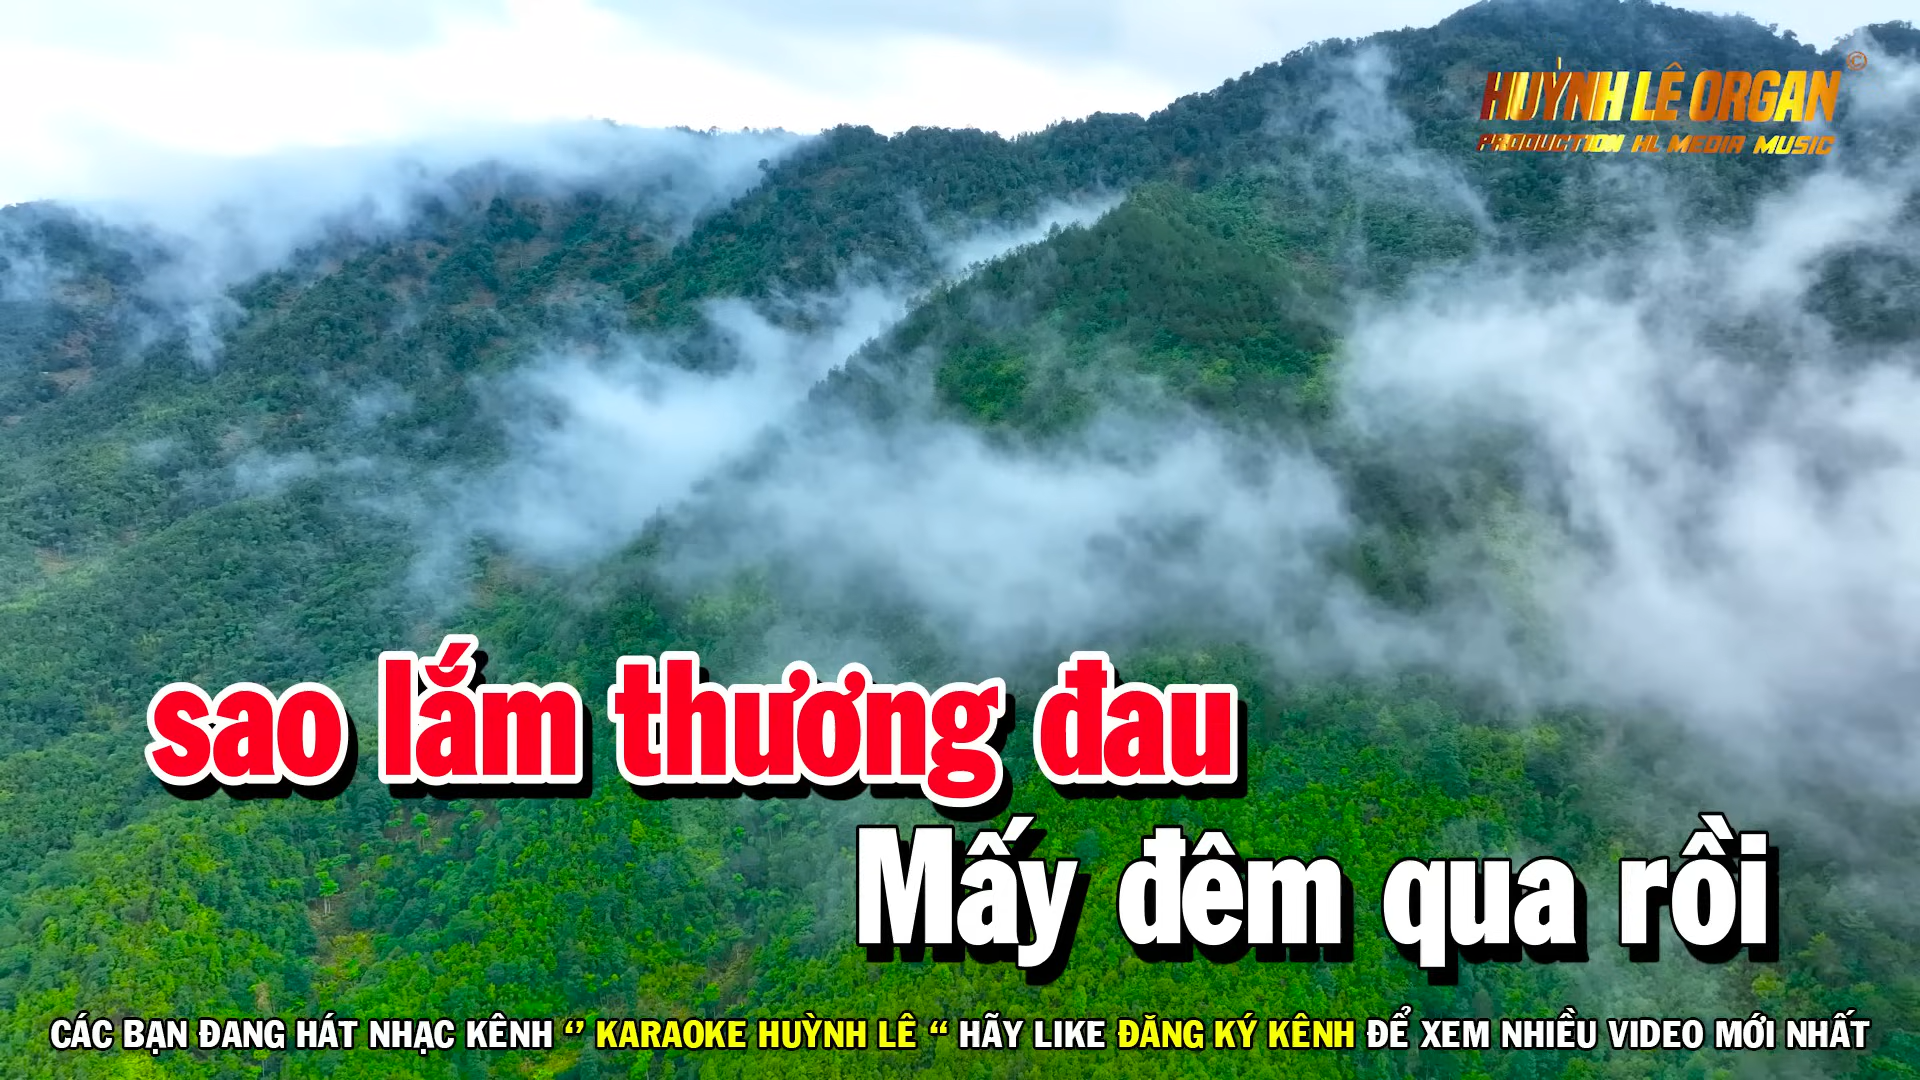 HUỲNH LÊ ORGAN ©
PRODUCTION HL MEDIA MUSIC
sao lắm thương đau
Mấy đêm qua rồi
CÁC BẠN ĐANG HÁT NHẠC KÊNH ‘’ KARAOKE HUỲNH LÊ “ HÃY LIKE ĐĂNG KÝ KÊNH ĐỂ XEM NHIỀU VIDEO MỚI NHẤT